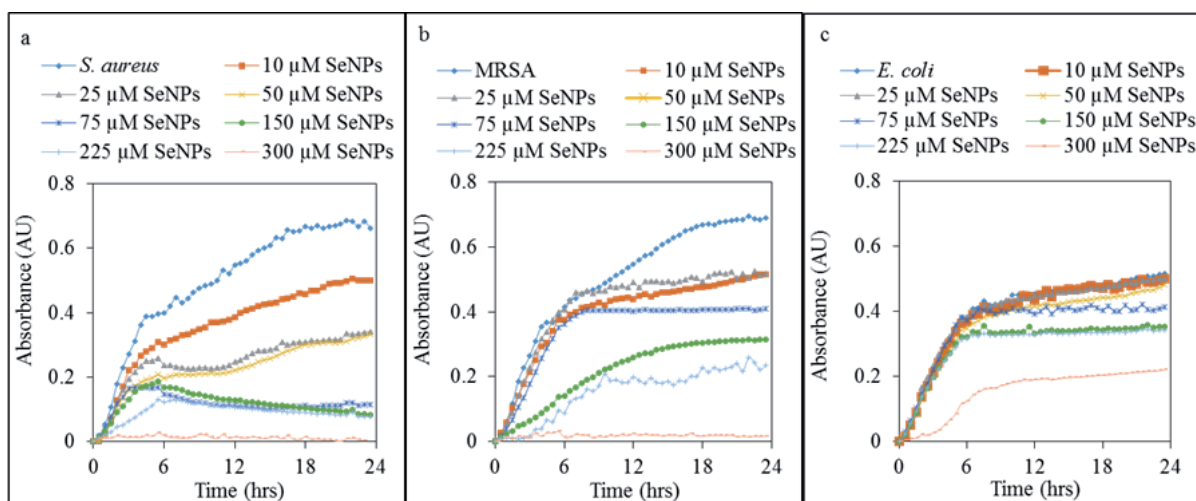 a
S. aureus
10 µM SeNPs
25 µM SeNPs
50 µM SeNPs
75 µM SeNPs
150 µM SeNPs
225 µM SeNPs
300 µM SeNPs
0.8
0.6
0.4
0.2
0
Absorbance (AU)
0 6 12 18 24
Time (hrs)
b
MRSA
10 µM SeNPs
25 µM SeNPs
50 µM SeNPs
75 µM SeNPs
150 µM SeNPs
225 µM SeNPs
300 µM SeNPs
0.8
0.6
0.4
0.2
0
Absorbance (AU)
0 6 12 18 24
Time (hrs)
c
E. coli
10 µM SeNPs
25 µM SeNPs
50 µM SeNPs
75 µM SeNPs
150 µM SeNPs
225 µM SeNPs
300 µM SeNPs
0.8
0.6
0.4
0.2
0
Absorbance (AU)
0 6 12 18 24
Time (hrs)